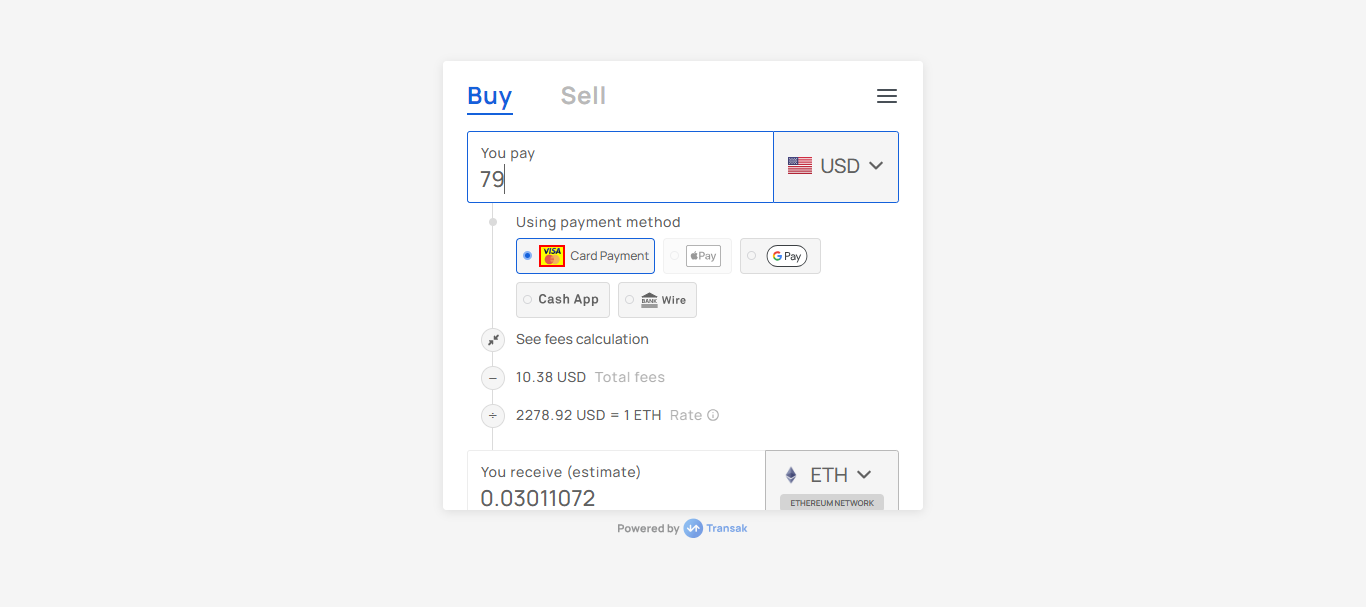 Buy Sell
You pay
79
USD
Using payment method
VISA Card Payment
Pay
G Pay
Cash App
BANK Wire
See fees calculation
− 10.38 USD Total fees
÷ 2278.92 USD = 1 ETH Rate
You receive (estimate)
0.03011072
ETH
ETHEREUM NETWORK
Powered by Transak